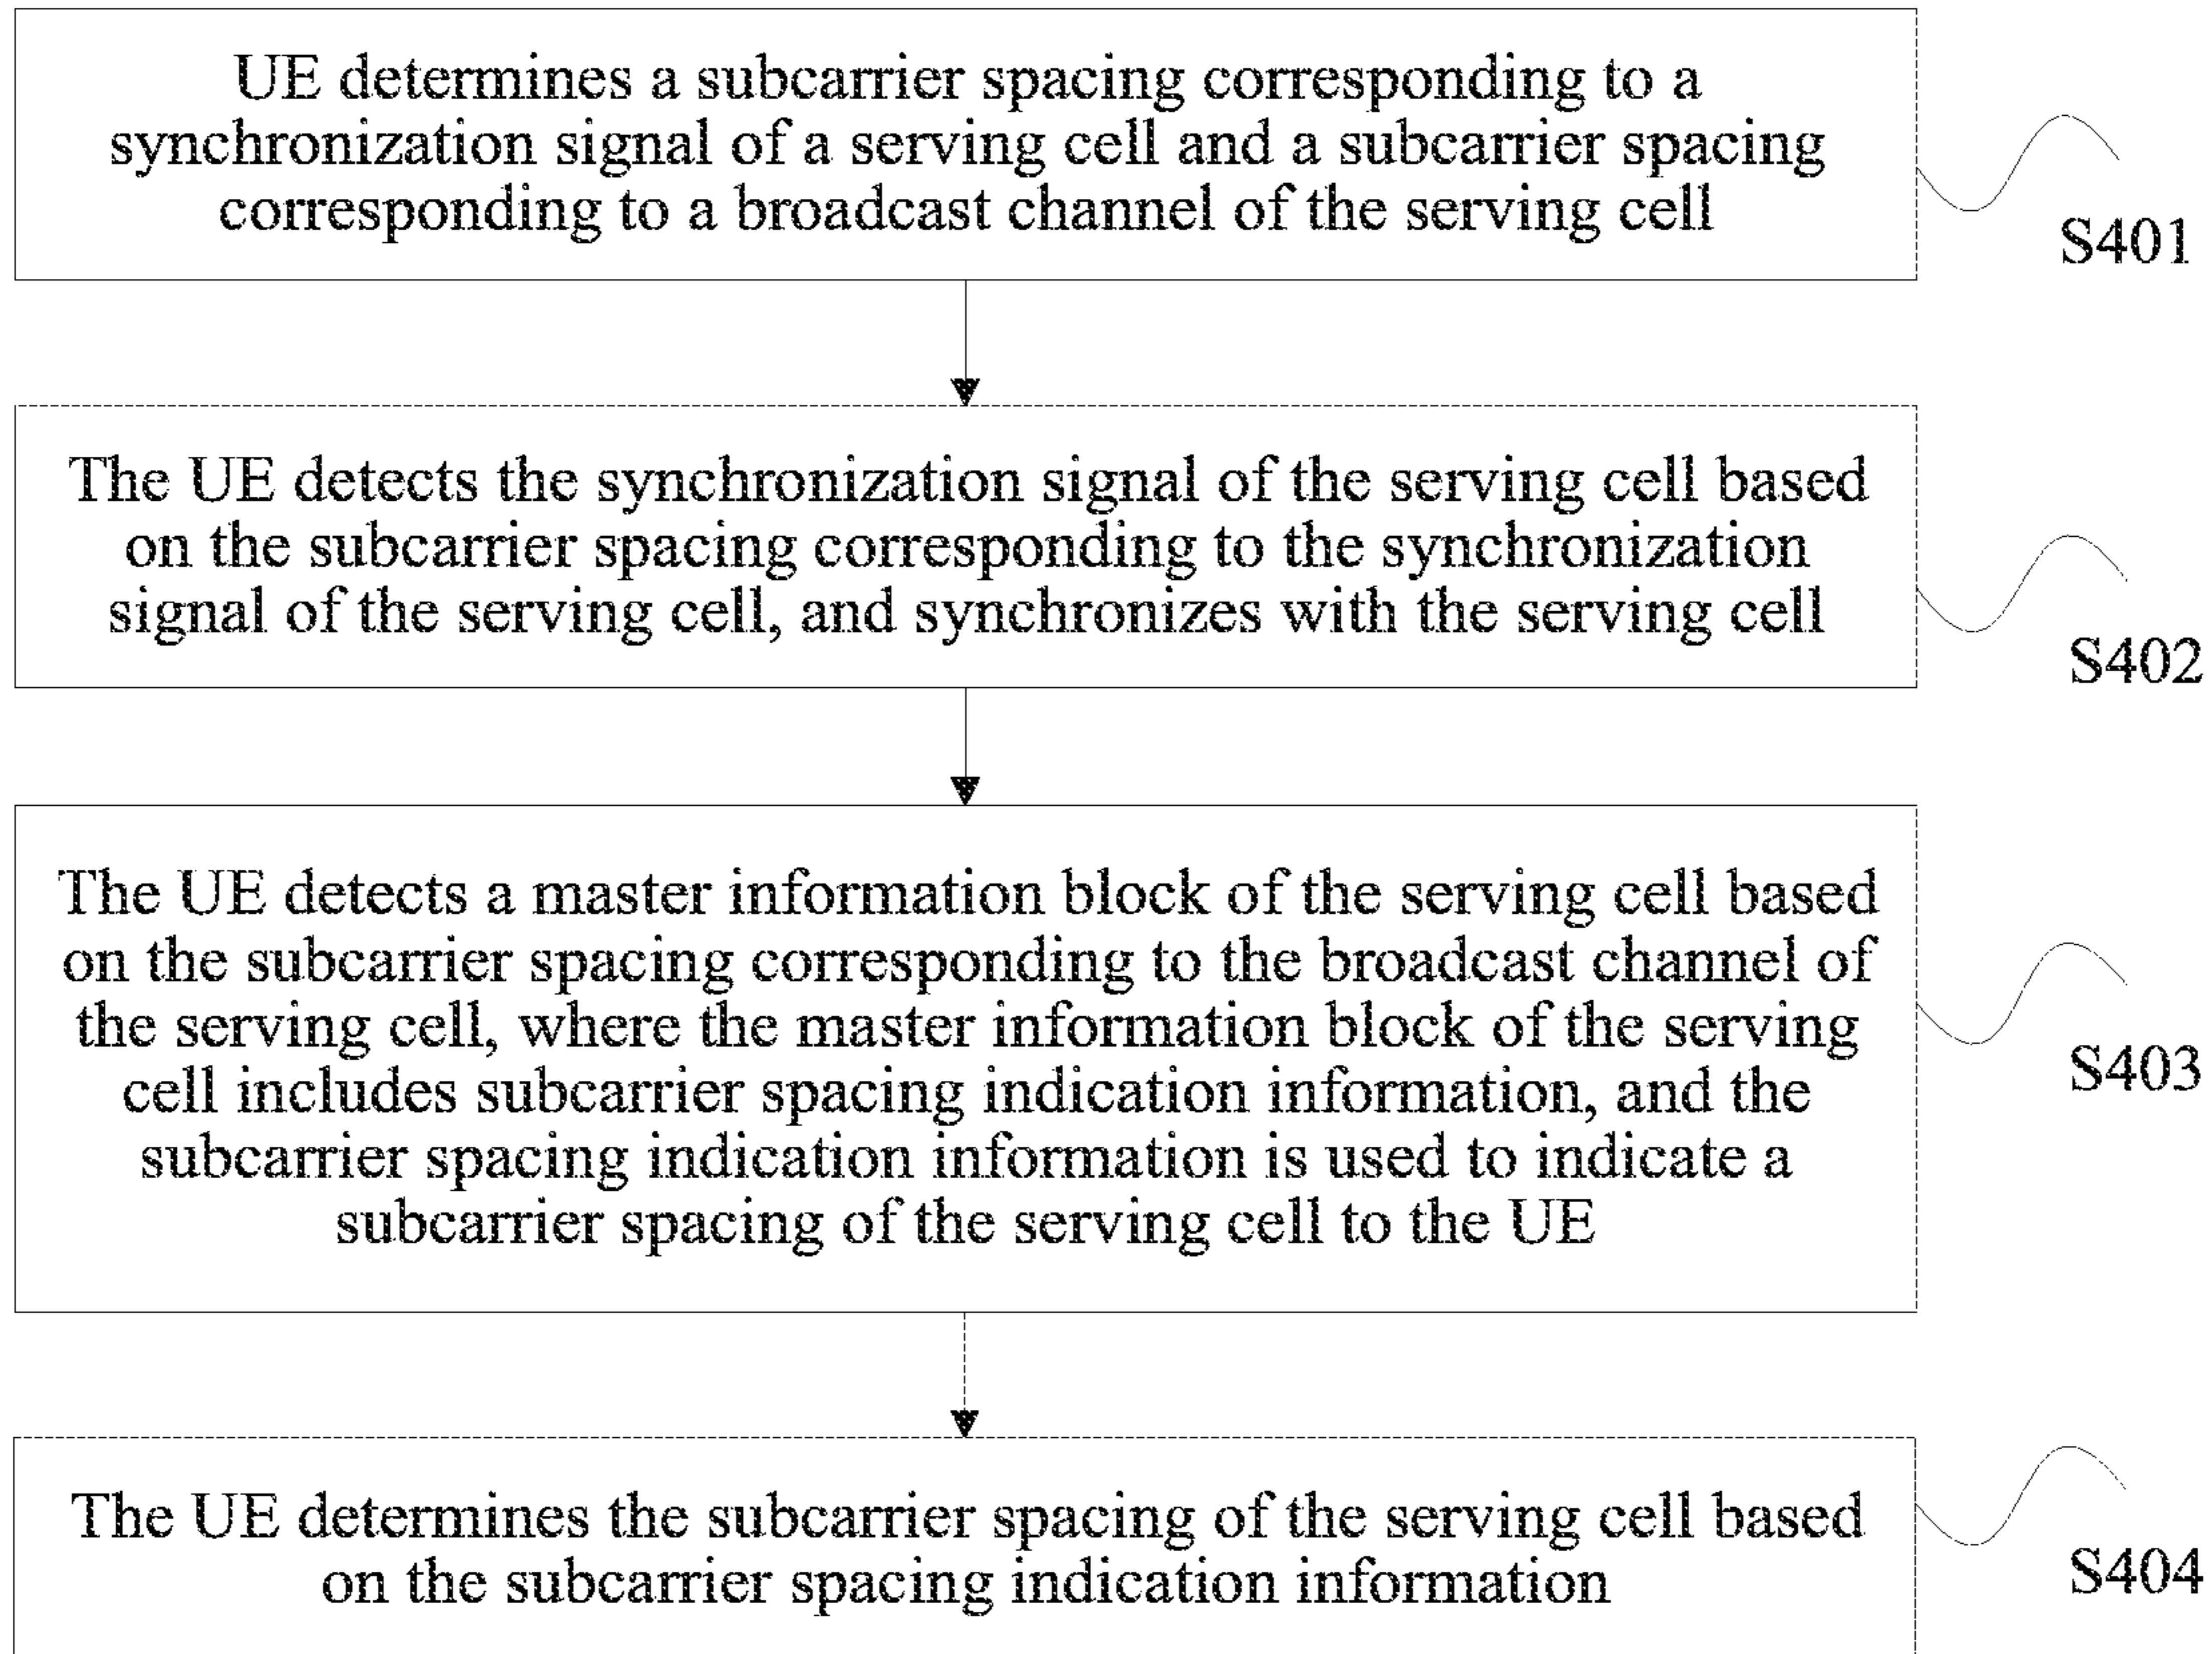 UE determines a subcarrier spacing corresponding to a
synchronization signal of a serving cell and a subcarrier spacing
corresponding to a broadcast channel of the serving cell
S401
The UE detects the synchronization signal of the serving cell based
on the subcarrier spacing corresponding to the synchronization
signal of the serving cell, and synchronizes with the serving cell
S402
The UE detects a master information block of the serving cell based
on the subcarrier spacing corresponding to the broadcast channel of
the serving cell, where the master information block of the serving
cell includes subcarrier spacing indication information, and the
subcarrier spacing indication information is used to indicate a
subcarrier spacing of the serving cell to the UE
S403
The UE determines the subcarrier spacing of the serving cell based
on the subcarrier spacing indication information
S404